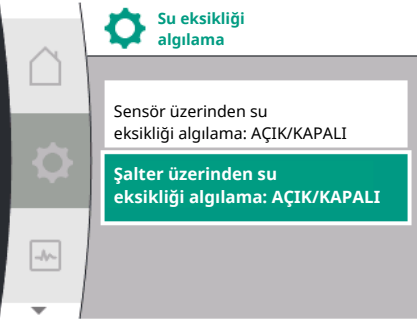 Su eksikliği
algılama
Sensör üzerinden su
eksikliği algılama: AÇIK/KAPALI
Şalter üzerinden su
eksikliği algılama: AÇIK/KAPALI